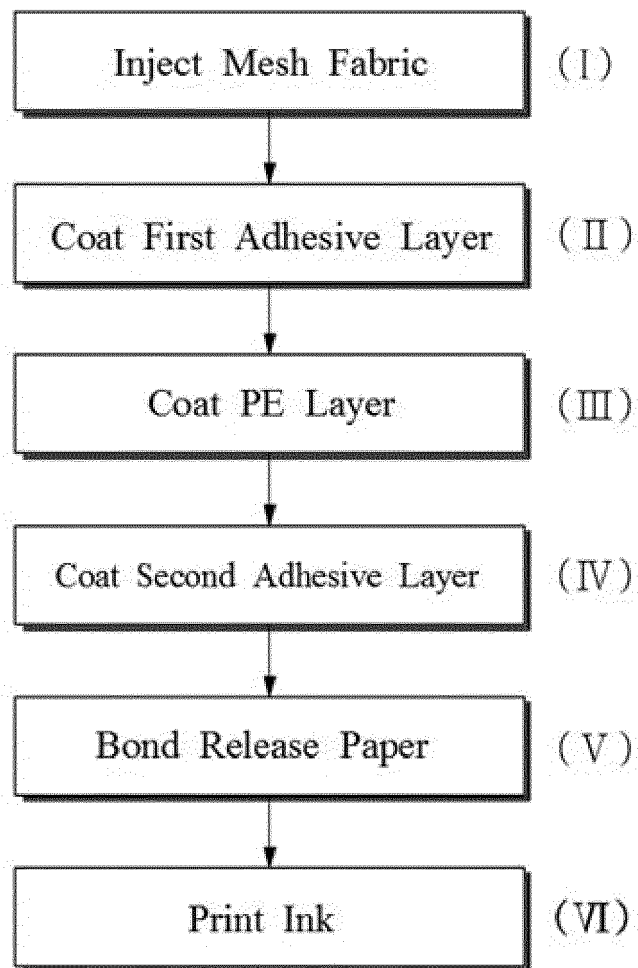 Inject Mesh Fabric (Ⅰ)
Coat First Adhesive Layer (Ⅱ)
Coat PE Layer (Ⅲ)
Coat Second Adhesive Layer (Ⅳ)
Bond Release Paper (Ⅴ)
Print Ink (Ⅵ)